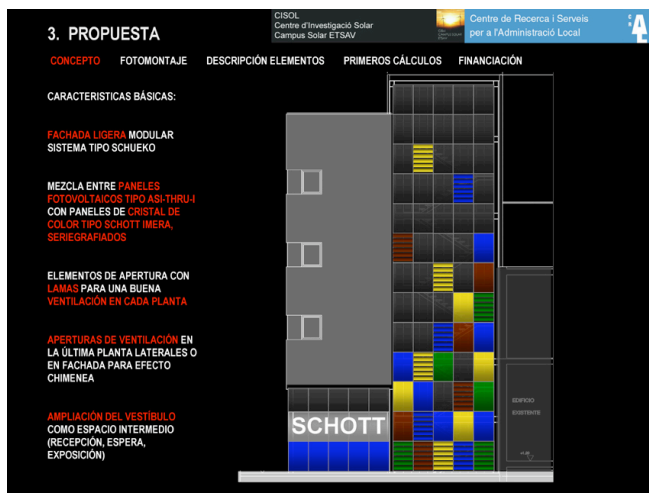 CISOL
Centre d'Investigació Solar
Campus Solar ETSAV
Centre de Recerca i Serveis
per a l'Administració Local
3. PROPUESTA
CONCEPTO FOTOMONTAJE DESCRIPCIÓN ELEMENTOS PRIMEROS CÁLCULOS FINANCIACIÓN
CARACTERISTICAS BÁSICAS:
FACHADA LIGERA MODULAR
SISTEMA TIPO SCHUEKO
MEZCLA ENTRE PANELES
FOTOVOLTAICOS TIPO ASI-THRU-I
CON PANELES DE CRISTAL DE
COLOR TIPO SCHOTT IMERA,
SERIEGRAFIADOS
ELEMENTOS DE APERTURA CON
LAMAS PARA UNA BUENA
VENTILACIÓN EN CADA PLANTA
APERTURAS DE VENTILACIÓN EN
LA ÚLTIMA PLANTA LATERALES O
EN FACHADA PARA EFECTO
CHIMENEA
AMPLIACIÓN DEL VESTÍBULO
COMO ESPACIO INTERMEDIO
(RECEPCIÓN, ESPERA,
EXPOSICIÓN)
SCHOTT
EDIFICIO
EXISTENTE